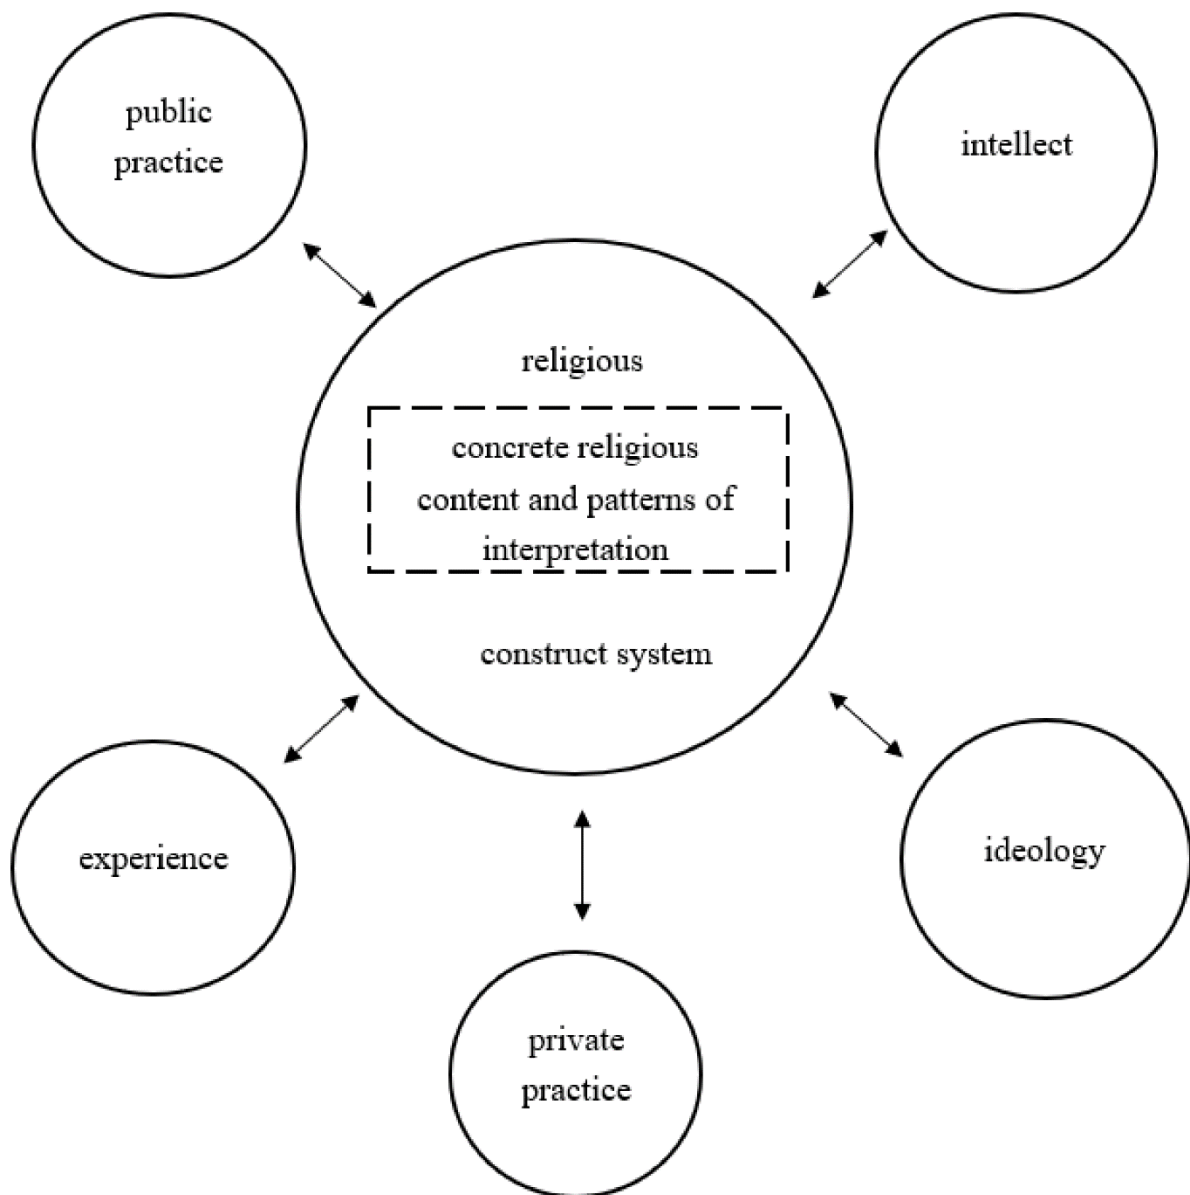 public
practice
intellect
religious
concrete religious
content and patterns of
interpretation
construct system
experience
ideology
private
practice